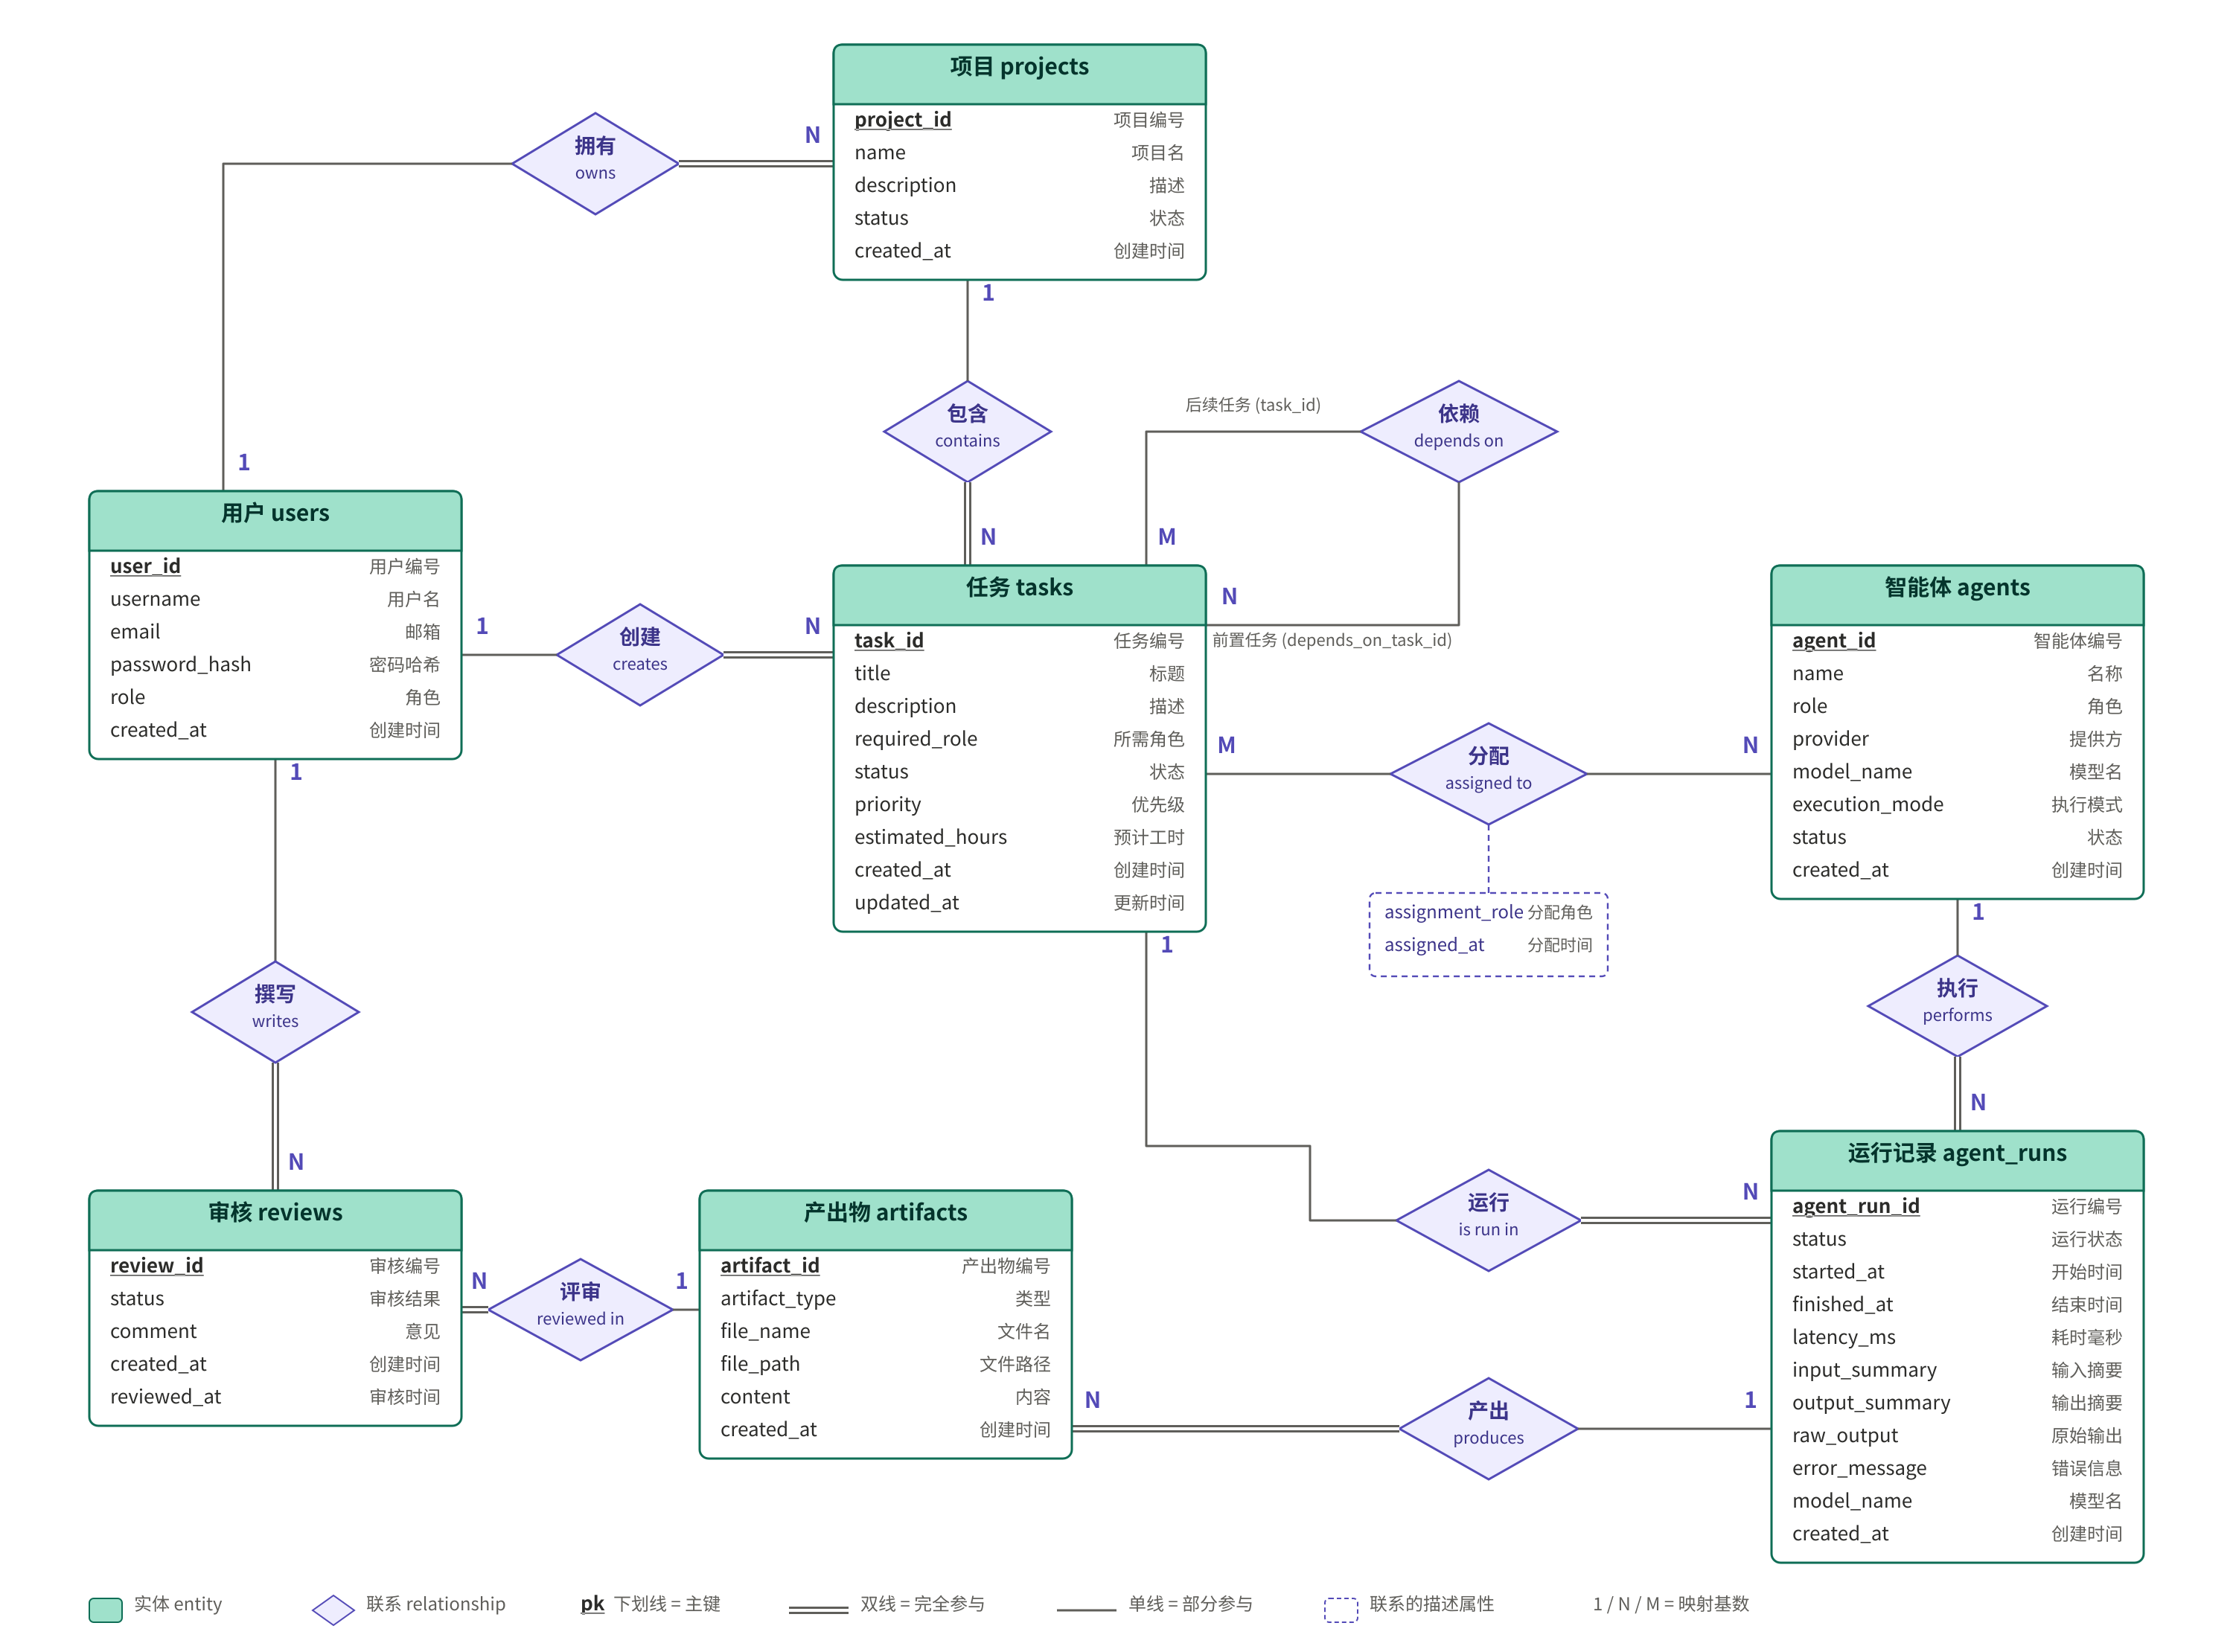 项目 projects
project_id 项目编号
name 项目名
description 描述
status 状态
created_at 创建时间
拥有
owns
N
1
1
包含
contains
N
后续任务 (task_id)
依赖
depends on
M
N
前置任务 (depends_on_task_id)
用户 users
user_id 用户编号
username 用户名
email 邮箱
password_hash 密码哈希
role 角色
created_at 创建时间
1
创建
creates
N
任务 tasks
task_id 任务编号
title 标题
description 描述
required_role 所需角色
status 状态
priority 优先级
estimated_hours 预计工时
created_at 创建时间
updated_at 更新时间
M
分配
assigned to
N
assignment_role 分配角色
assigned_at 分配时间
智能体 agents
agent_id 智能体编号
name 名称
role 角色
provider 提供方
model_name 模型名
execution_mode 执行模式
status 状态
created_at 创建时间
1
执行
performs
N
1
撰写
writes
N
1
运行
is run in
N
审核 reviews
review_id 审核编号
status 审核结果
comment 意见
created_at 创建时间
reviewed_at 审核时间
N
评审
reviewed in
1
产出物 artifacts
artifact_id 产出物编号
artifact_type 类型
file_name 文件名
file_path 文件路径
content 内容
created_at 创建时间
N
产出
produces
1
运行记录 agent_runs
agent_run_id 运行编号
status 运行状态
started_at 开始时间
finished_at 结束时间
latency_ms 耗时毫秒
input_summary 输入摘要
output_summary 输出摘要
raw_output 原始输出
error_message 错误信息
model_name 模型名
created_at 创建时间
实体 entity
联系 relationship
pk 下划线 = 主键
双线 = 完全参与
单线 = 部分参与
联系的描述属性
1 / N / M = 映射基数